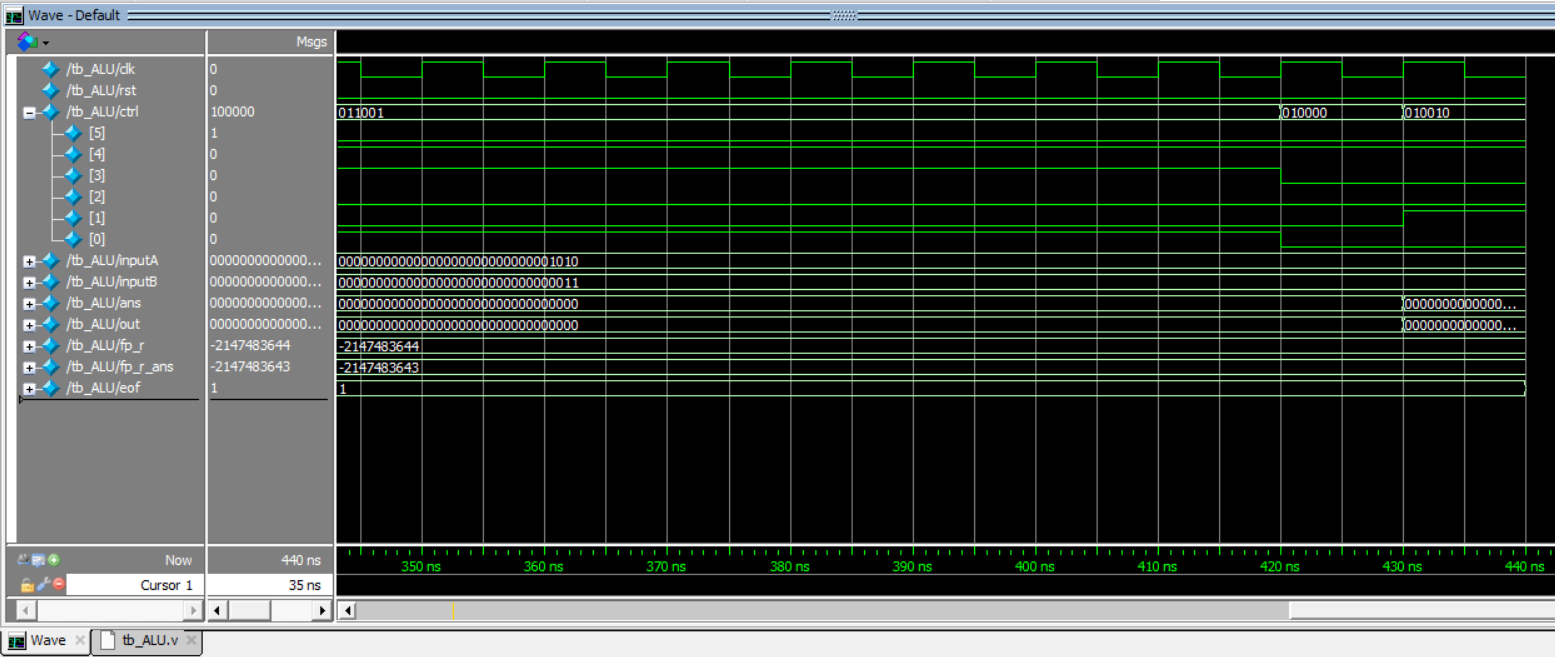 Wave - Default
Msgs
/tb_ALU/clk 0
/tb_ALU/rst 0
/tb_ALU/ctrl 100000 011001 010000 010010
[5] 1
[4] 0
[3] 0
[2] 0
[1] 0
[0] 0
/tb_ALU/inputA 0000000000000... 00000000000000000000000000001010
/tb_ALU/inputB 0000000000000... 00000000000000000000000000000011
/tb_ALU/ans 0000000000000... 00000000000000000000000000000000 0000000000000...
/tb_ALU/out 0000000000000... 00000000000000000000000000000000 0000000000000...
/tb_ALU/fp_r -2147483644 -2147483644
/tb_ALU/fp_r_ans -2147483643 -2147483643
/tb_ALU/eof 1 1
Now 440 ns 350 ns 360 ns 370 ns 380 ns 390 ns 400 ns 410 ns 420 ns 430 ns 440 ns
Cursor 1 35 ns
Wave tb_ALU.v